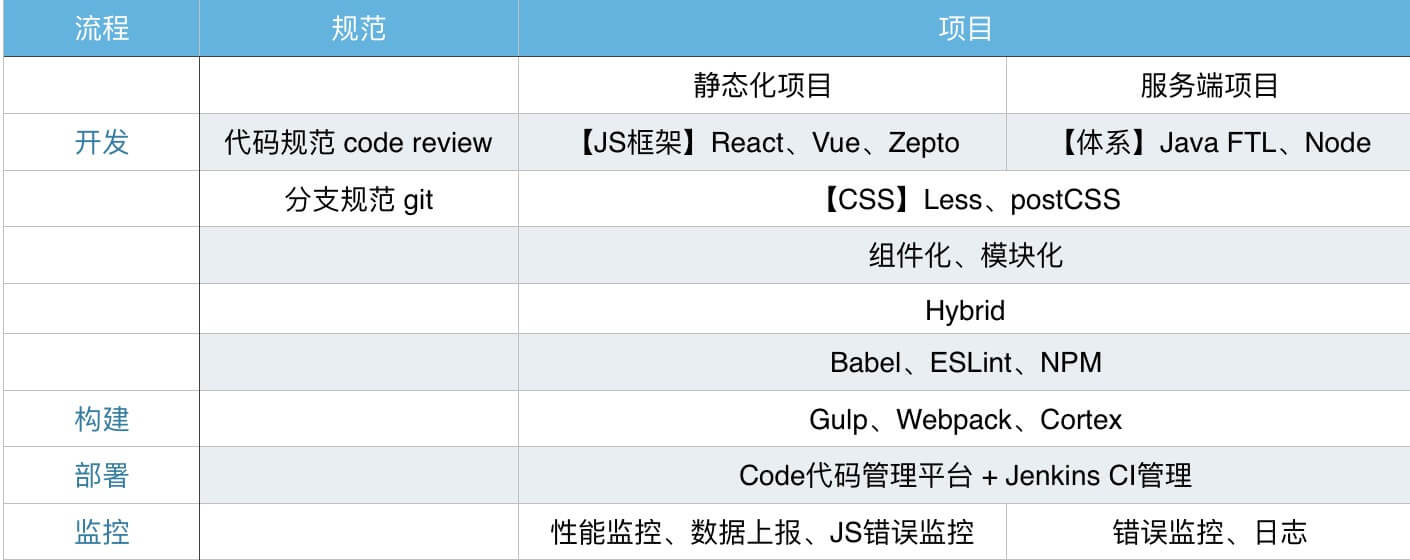 流程 规范 项目
静态化项目 服务端项目
开发 代码规范 code review 【JS框架】React、Vue、Zepto 【体系】Java FTL、Node
分支规范 git 【CSS】Less、postCSS
组件化、模块化
Hybrid
Babel、ESLint、NPM
构建 Gulp、Webpack、Cortex
部署 Code代码管理平台 + Jenkins CI管理
监控 性能监控、数据上报、JS错误监控 错误监控、日志